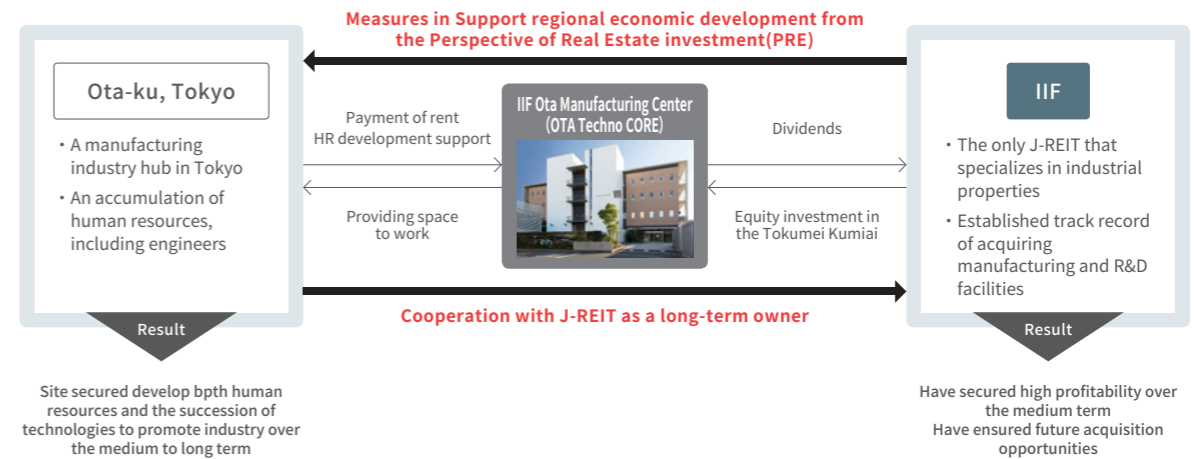 Measures in Support regional economic development from
the Perspective of Real Estate investment(PRE)
Ota-ku, Tokyo
・A manufacturing
industry hub in Tokyo
・An accumulation of
human resources,
including engineers
Payment of rent
HR development support
Providing space
to work
IIF Ota Manufacturing Center
(OTA Techno CORE)
Dividends
Equity investment in
the Tokumei Kumiai
IIF
・The only J-REIT that
specializes in industrial
properties
・Established track record
of acquiring
manufacturing and R&D
facilities
Cooperation with J-REIT as a long-term owner
Result
Site secured develop bpth human
resources and the succession of
technologies to promote industry over
the medium to long term
Result
Have secured high profitability over
the medium term
Have ensured future acquisition
opportunities